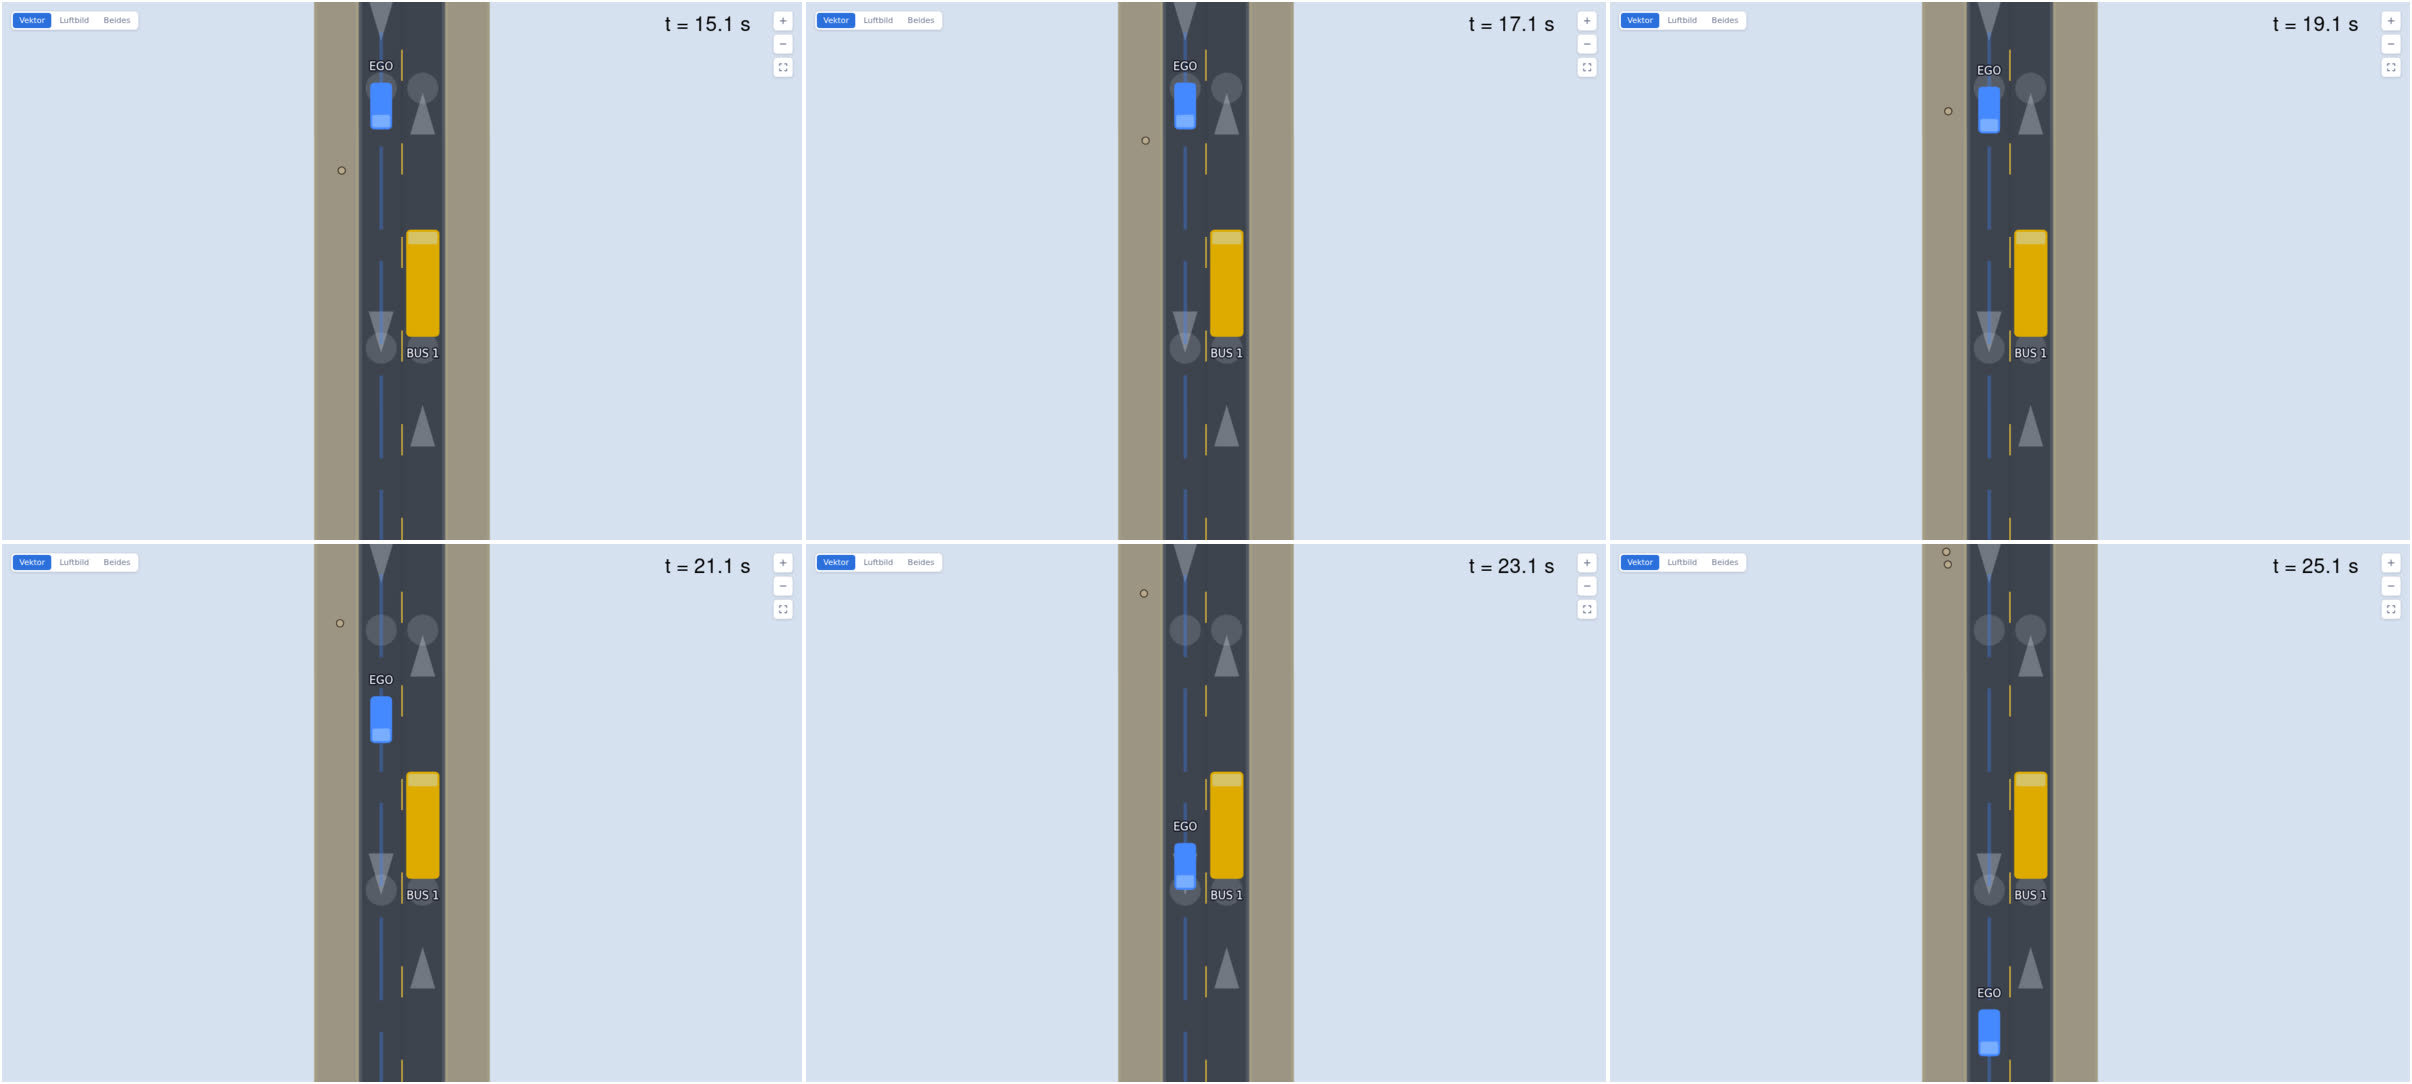 Vektor Luftbild Beides t = 15.1 s +
−
EGO
BUS 1
Vektor Luftbild Beides t = 17.1 s +
−
EGO
BUS 1
Vektor Luftbild Beides t = 19.1 s +
−
EGO
BUS 1
Vektor Luftbild Beides t = 21.1 s +
−
EGO
BUS 1
Vektor Luftbild Beides t = 23.1 s +
−
EGO
BUS 1
Vektor Luftbild Beides t = 25.1 s +
−
BUS 1
EGO